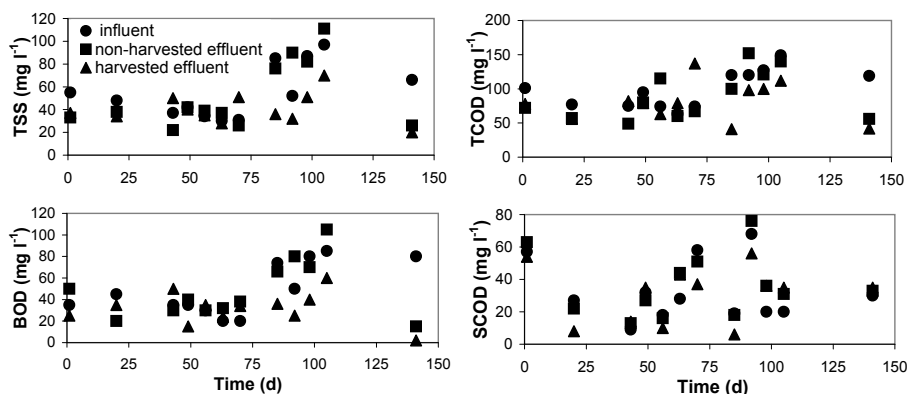 TSS (mg l⁻¹)
120
100
80
60
40
20
0
influent
non-harvested effluent
harvested effluent
0 25 50 75 100 125 150
TCOD (mg l⁻¹)
200
150
100
50
0
0 25 50 75 100 125 150
BOD (mg l⁻¹)
120
100
80
60
40
20
0
0 25 50 75 100 125 150
Time (d)
SCOD (mg l⁻¹)
80
60
40
20
0
0 25 50 75 100 125 150
Time (d)